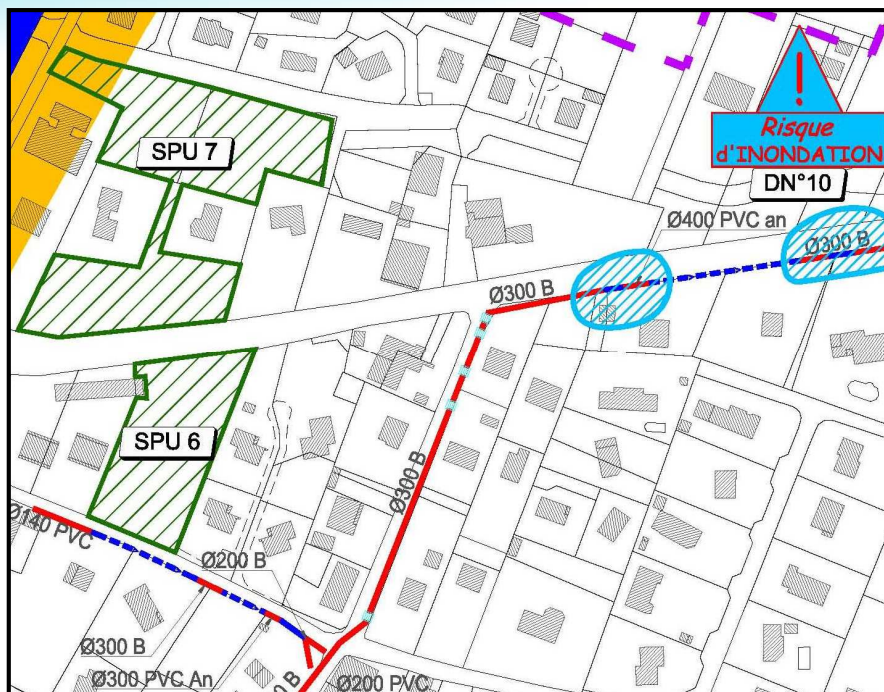 !
Risque
d'INONDATION
SPU 7
DN°10
Ø400 PVC an
Ø300 B
Ø300 B
SPU 6
Ø300 B
Ø140 PVC
Ø200 B
Ø300 B
Ø300 PVC An
Ø200 PVC